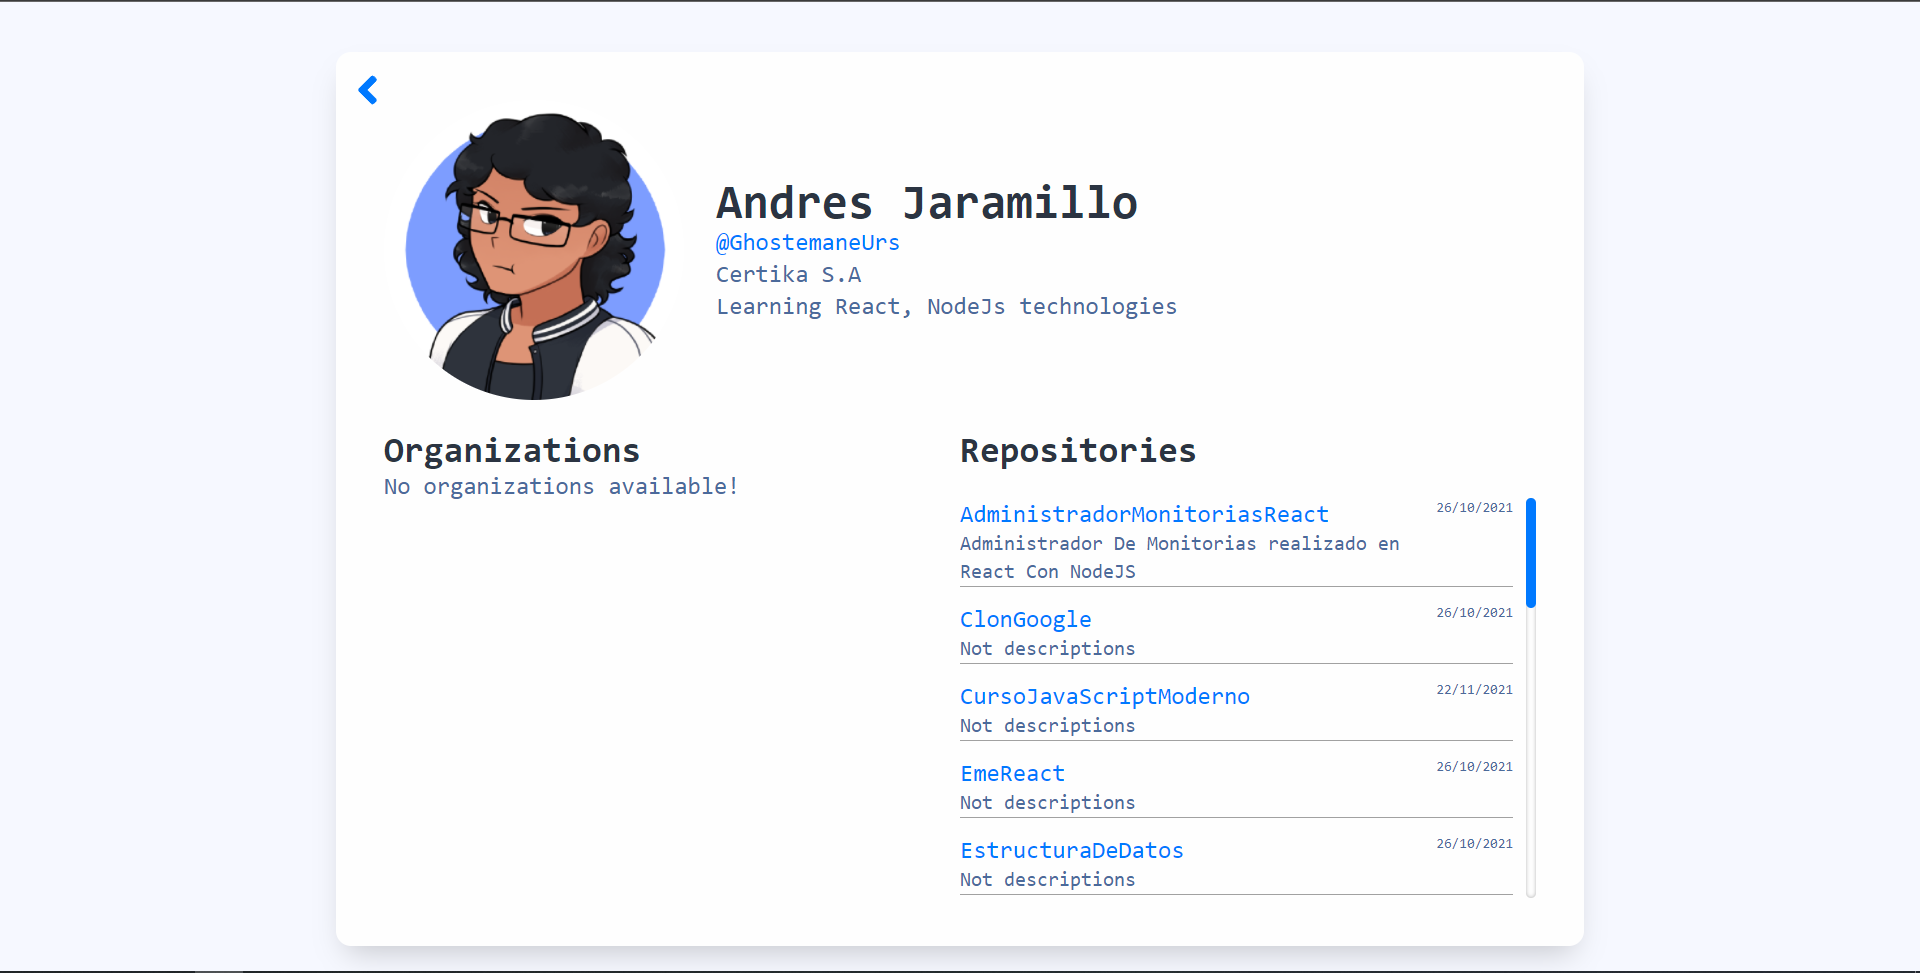 Andres Jaramillo
@GhostemaneUrs
Certika S.A
Learning React, NodeJs technologies
Organizations
No organizations available!
Repositories
AdministradorMonitoriasReact 26/10/2021
Administrador De Monitorias realizado en
React Con NodeJS
ClonGoogle 26/10/2021
Not descriptions
CursoJavaScriptModerno 22/11/2021
Not descriptions
EmeReact 26/10/2021
Not descriptions
EstructuraDeDatos 26/10/2021
Not descriptions